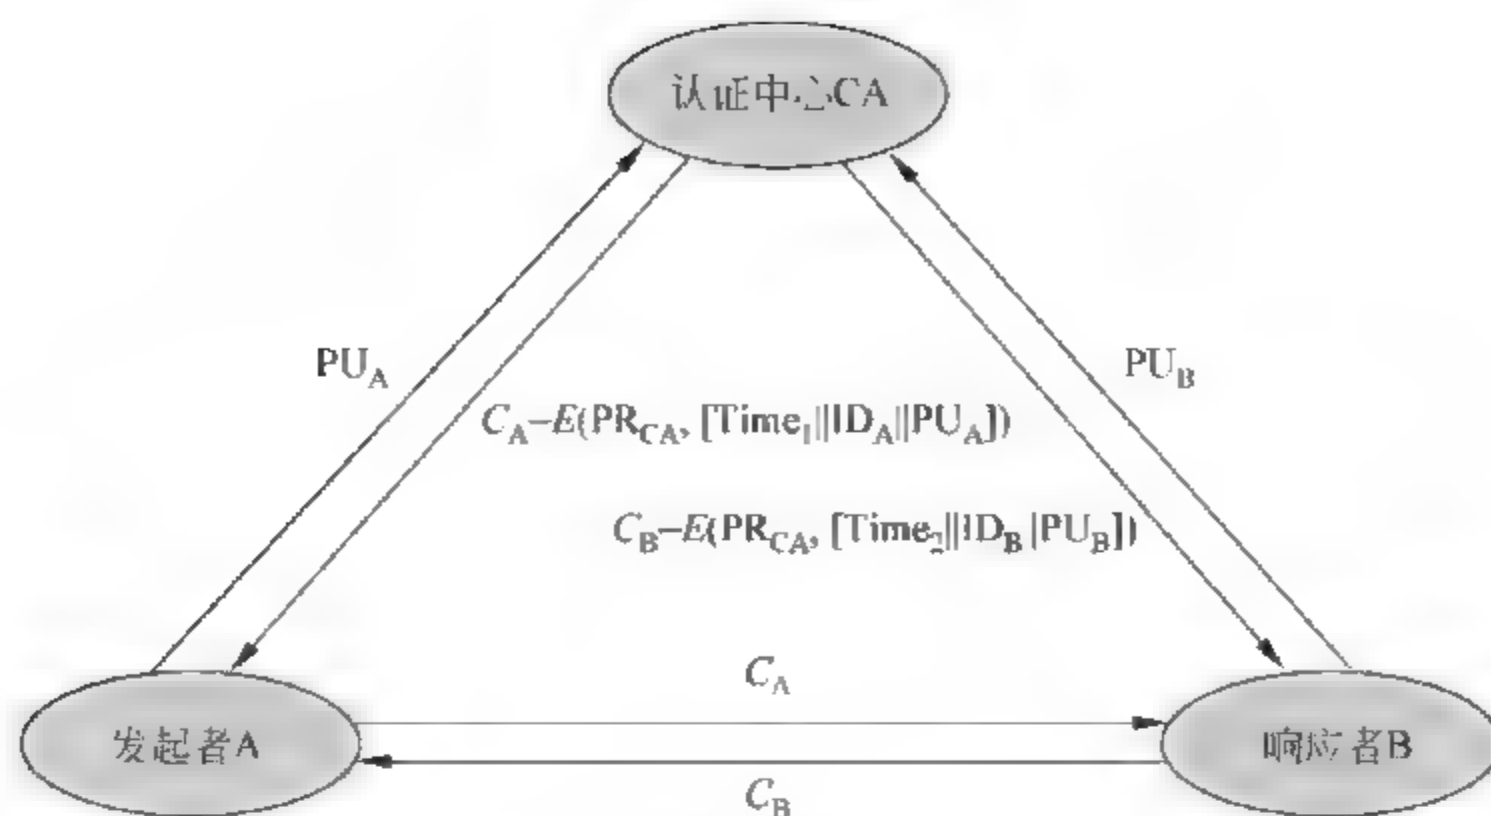 认证中心CA
PU_A
PU_B
C_A–E(PR_CA, [Time_1||ID_A||PU_A])
C_B–E(PR_CA, [Time_2||ID_B|PU_B])
C_A
发起者A
响应者B
C_B